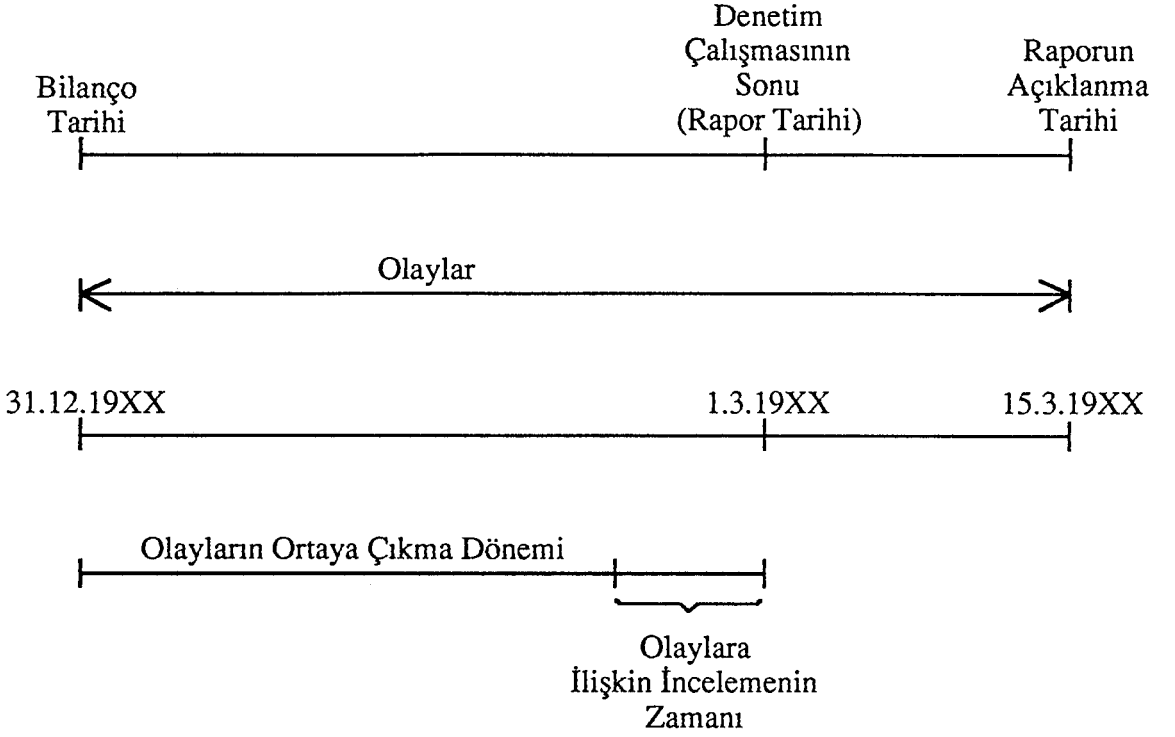 Bilanço
Tarihi
Denetim
Çalışmasının
Sonu
(Rapor Tarihi)
Raporun
Açıklanma
Tarihi
Olaylar
31.12.19XX
1.3.19XX
15.3.19XX
Olayların Ortaya Çıkma Dönemi
Olaylara
İlişkin İncelemenin
Zamanı